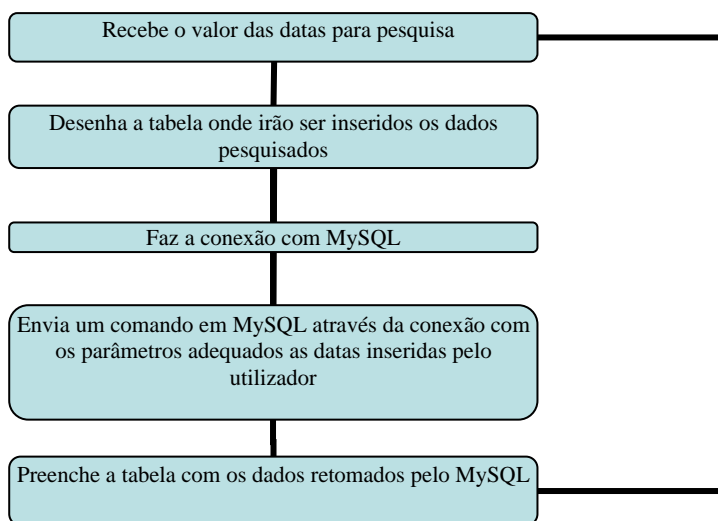 Recebe o valor das datas para pesquisa
Desenha a tabela onde irão ser inseridos os dados
pesquisados
Faz a conexão com MySQL
Envia um comando em MySQL através da conexão com
os parâmetros adequados as datas inseridas pelo
utilizador
Preenche a tabela com os dados retomados pelo MySQL